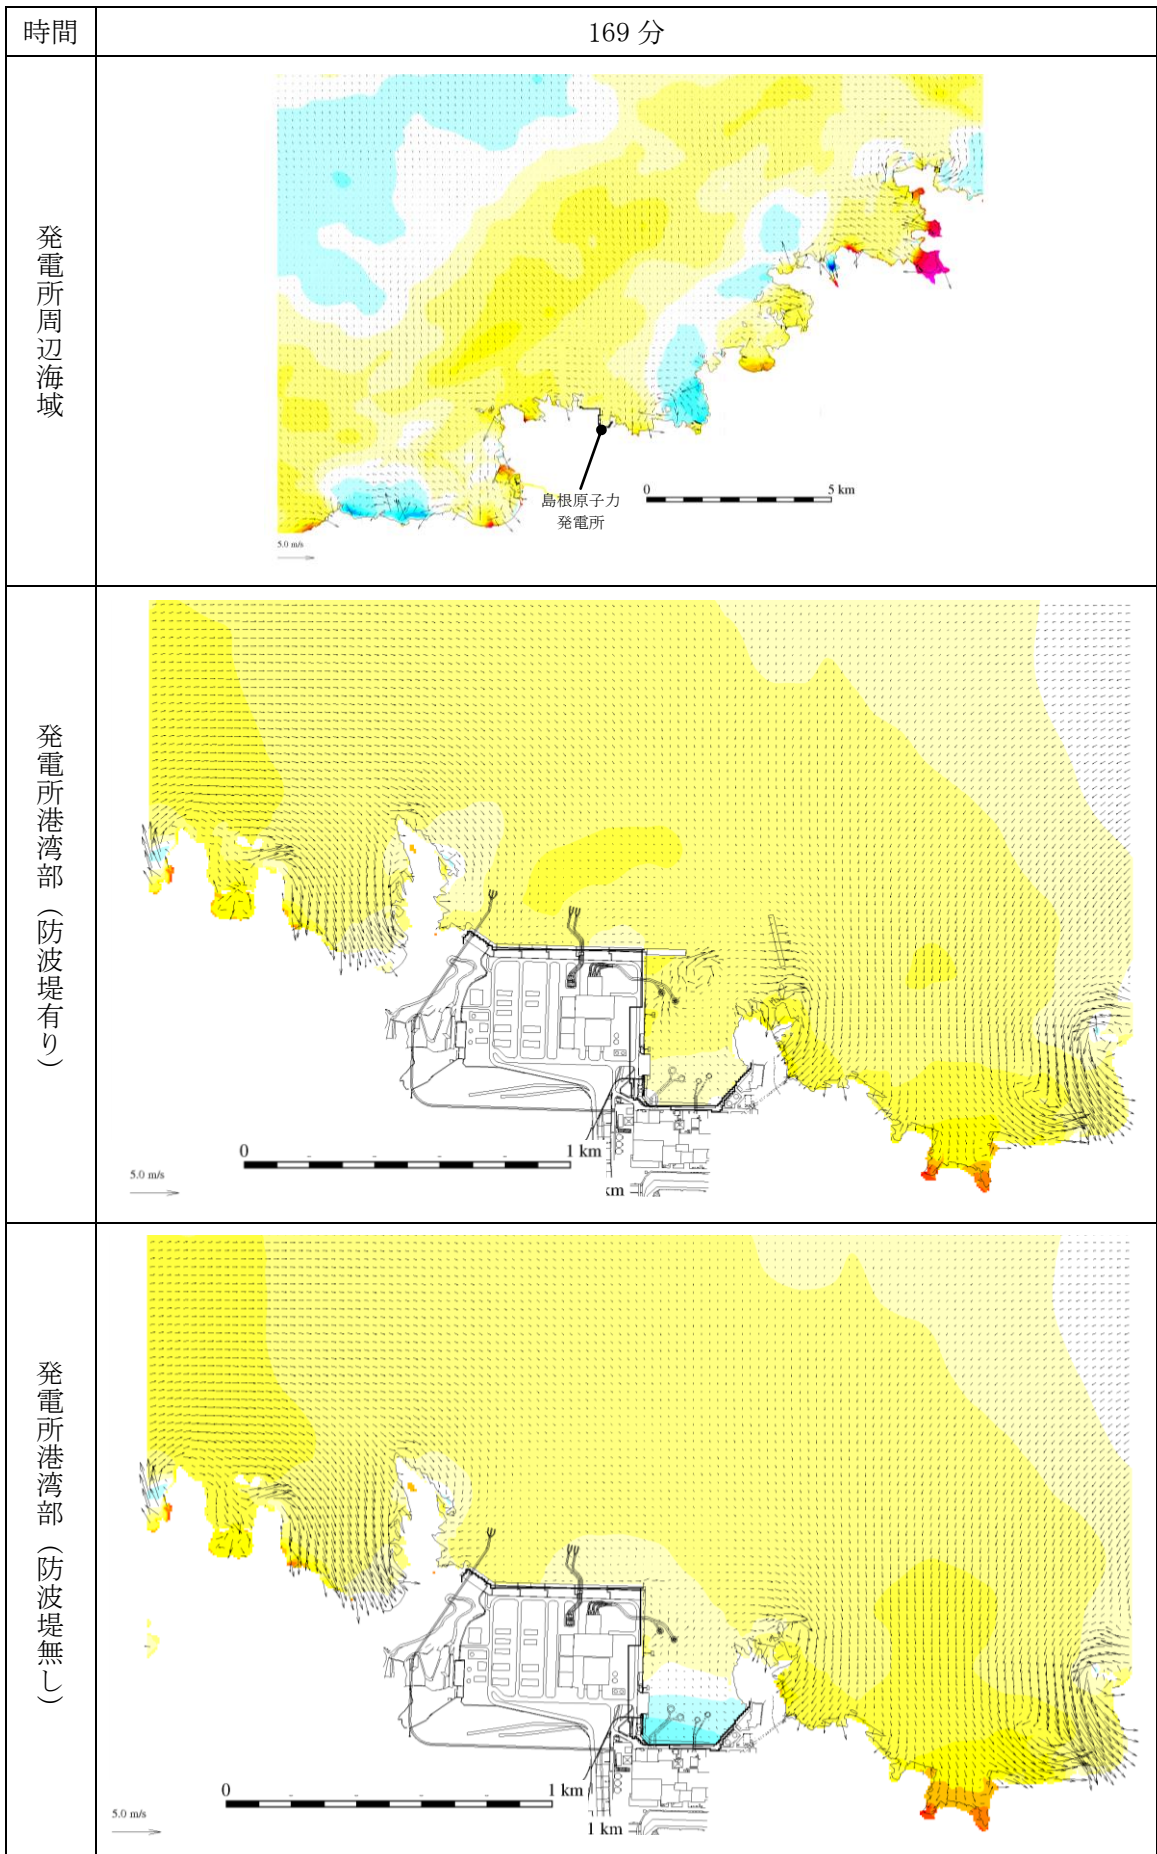 時間
169 分
発電所周辺海域
島根原子力
発電所
0
5 km
5.0 m/s
発電所港湾部（防波堤有り）
0
1 km
5.0 m/s
km
発電所港湾部（防波堤無し）
0
1 km
5.0 m/s
1 km